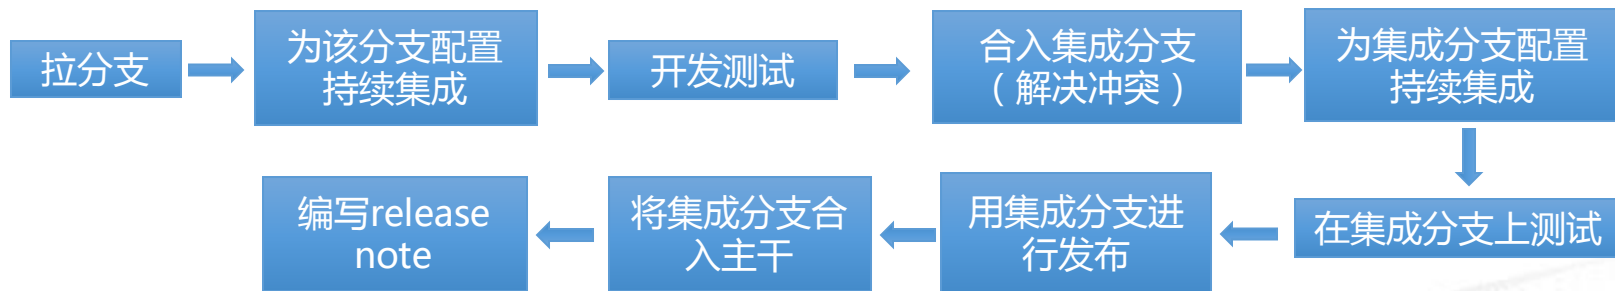 拉分支
为该分支配置
持续集成
开发测试
合入集成分支
（解决冲突）
为集成分支配置
持续集成
在集成分支上测试
用集成分支进
行发布
将集成分支合
入主干
编写release
note